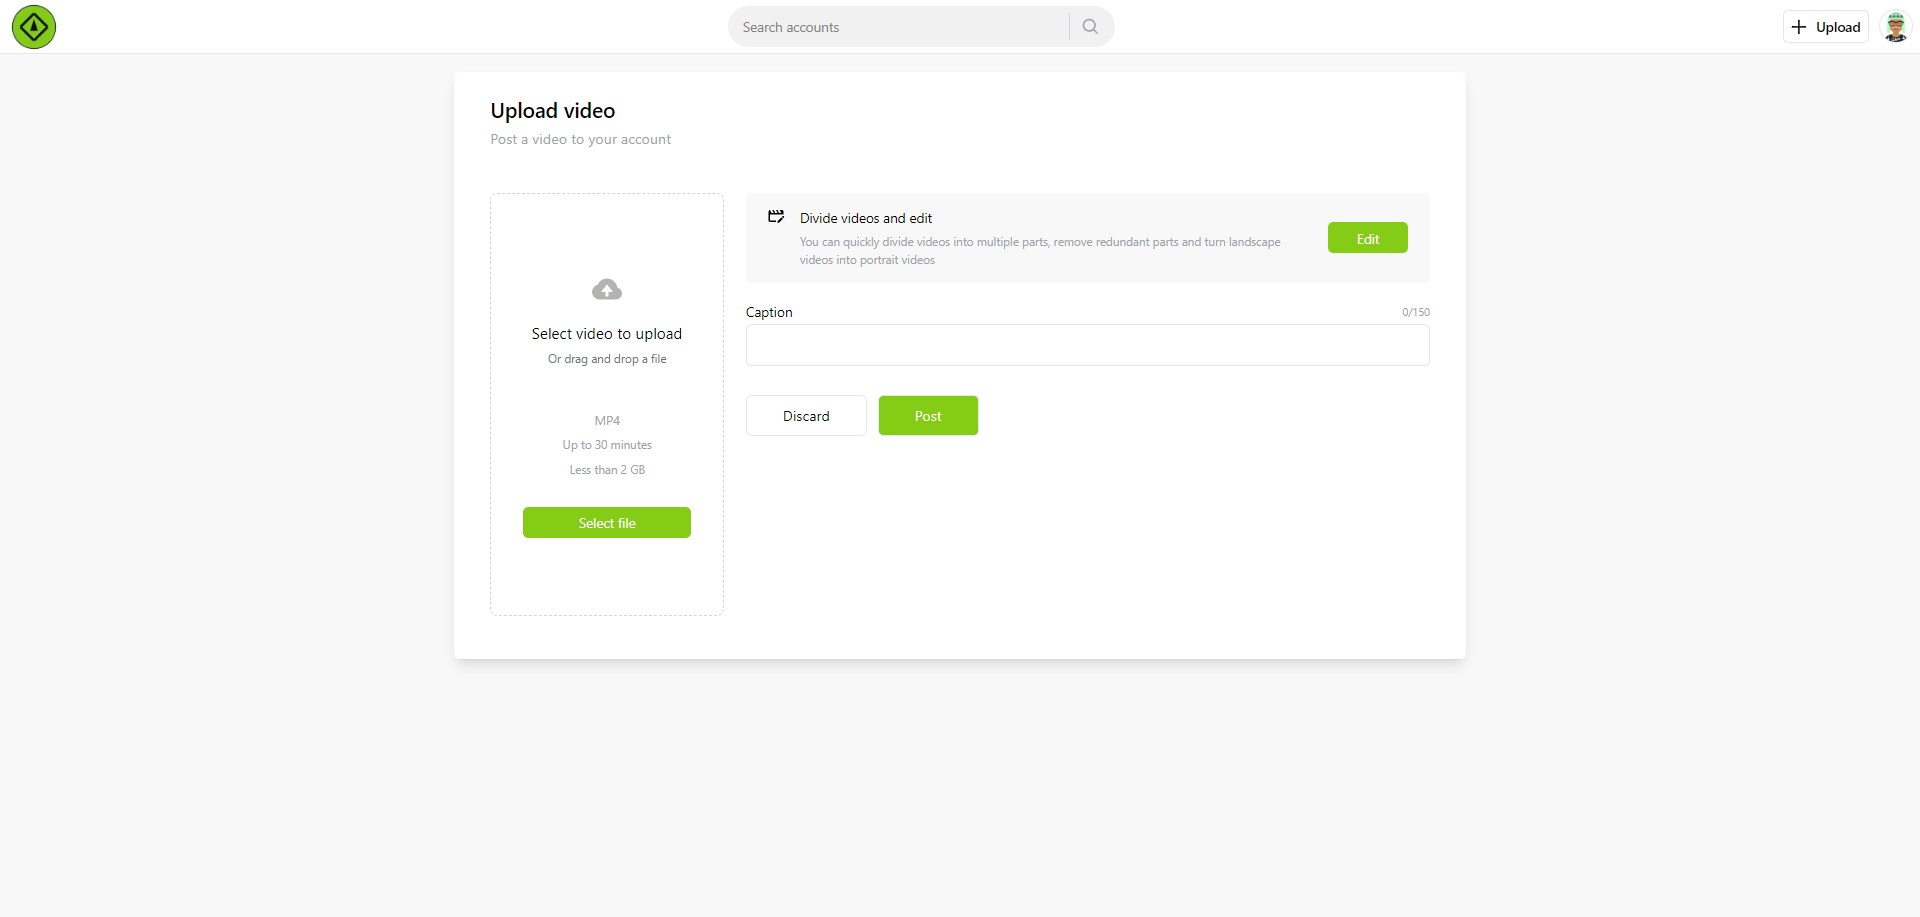 Search accounts
Upload
Upload video
Post a video to your account
Select video to upload
Or drag and drop a file
MP4
Up to 30 minutes
Less than 2 GB
Select file
Divide videos and edit
You can quickly divide videos into multiple parts, remove redundant parts and turn landscape
videos into portrait videos
Edit
Caption
0/150
Discard
Post